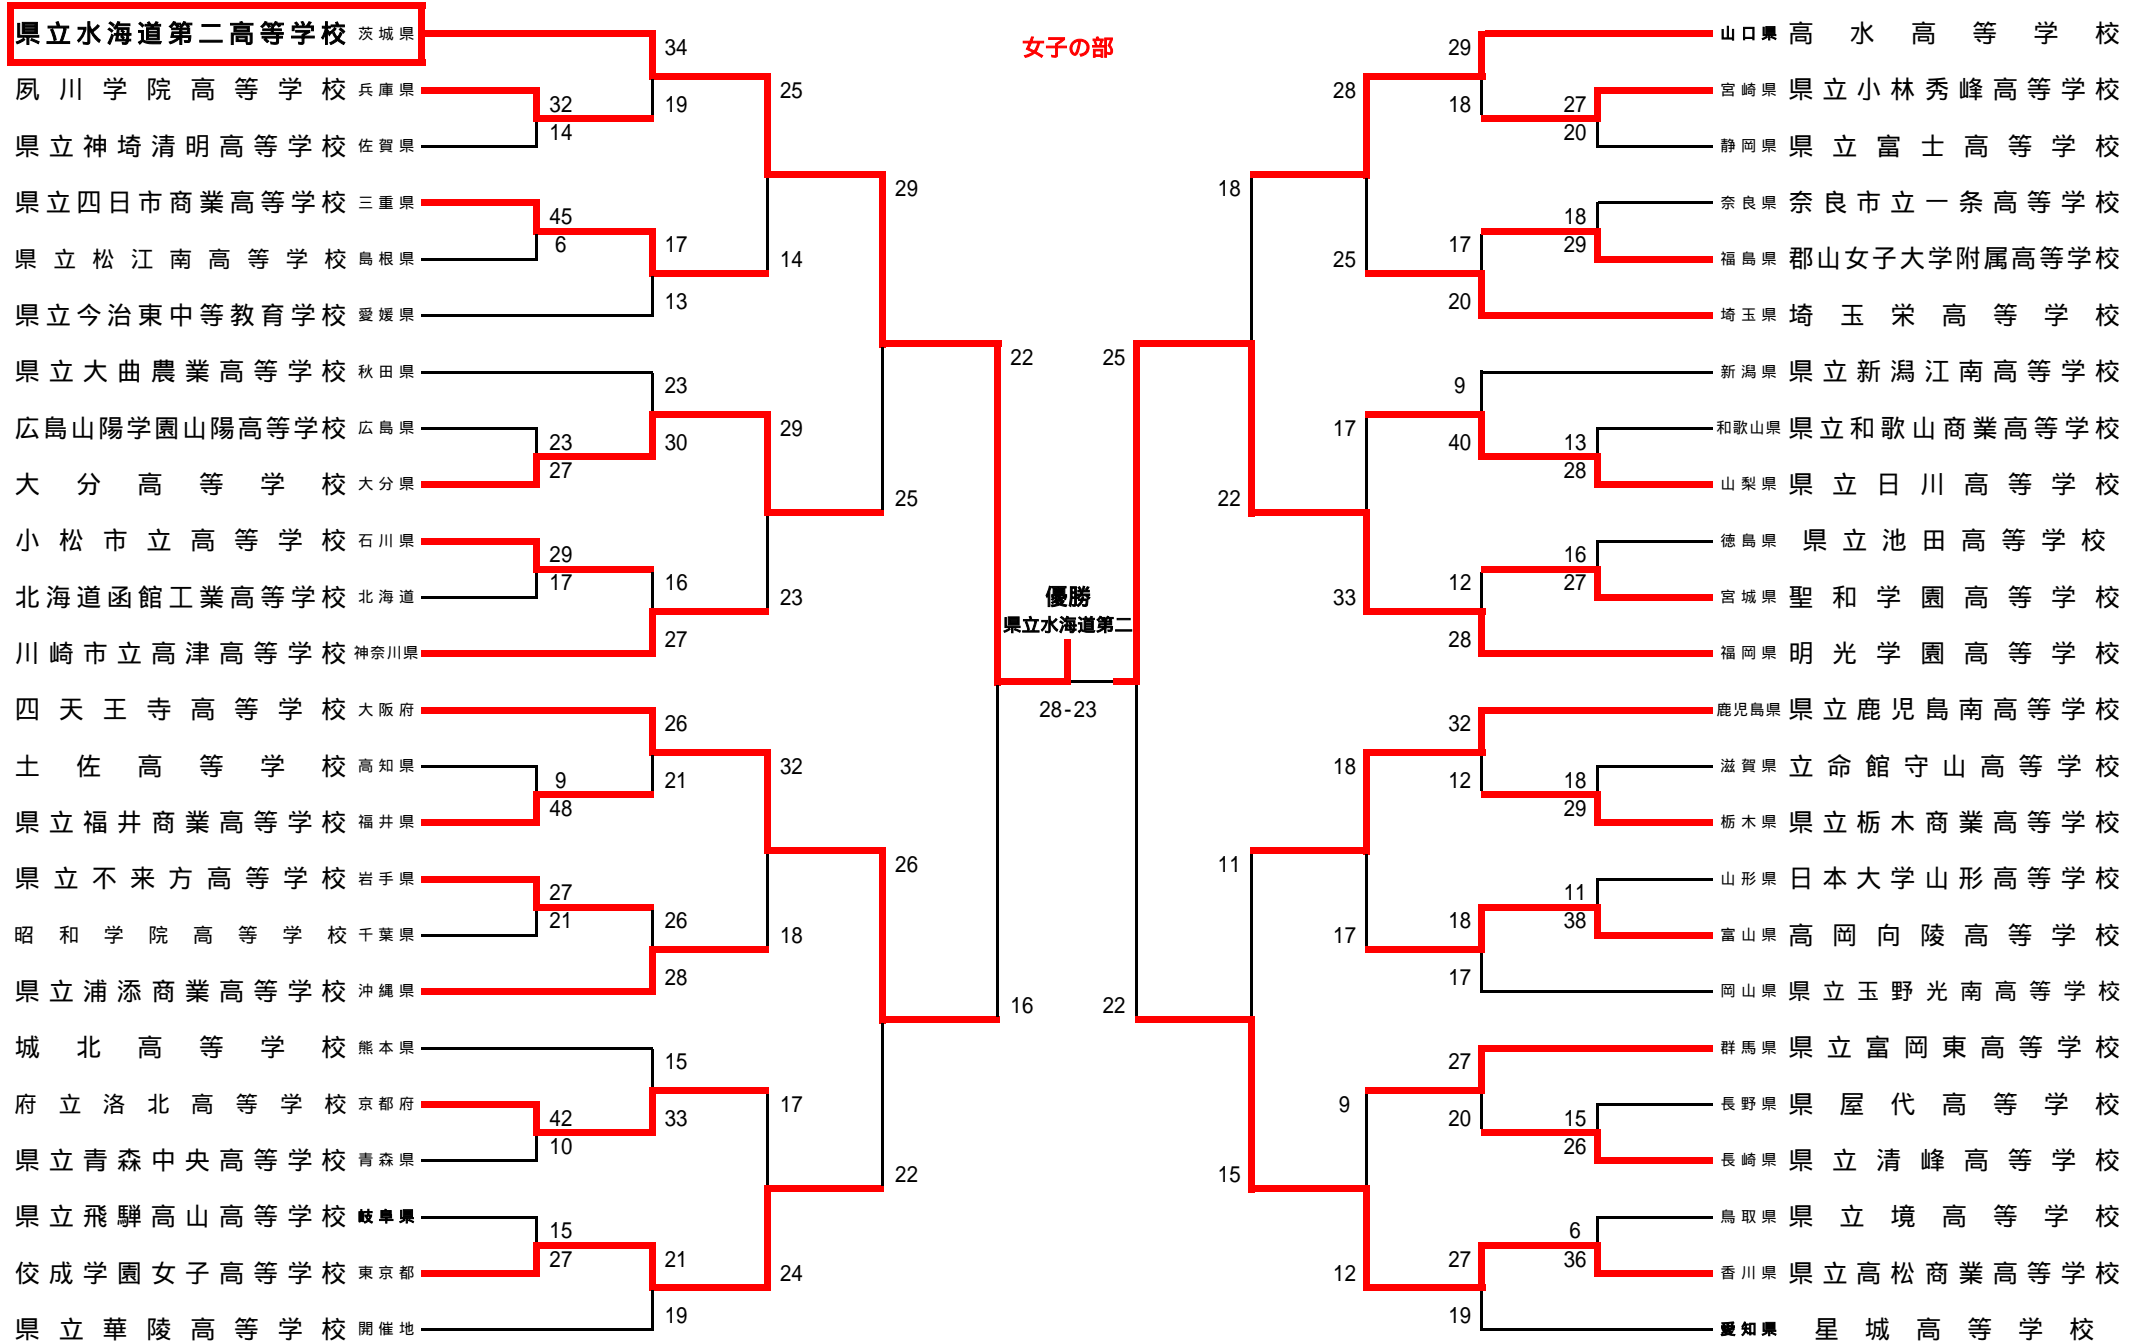 女子の部
県立水海道第二高等学校 茨城県
34
夙川学院高等学校 兵庫県
25
32
19
14
県立神埼清明高等学校 佐賀県
29
県立四日市商業高等学校 三重県
45
6
17
県立松江南高等学校 島根県
14
13
県立今治東中等教育学校 愛媛県
22
県立大曲農業高等学校 秋田県
23
広島山陽学園山陽高等学校 広島県
29
23
30
27
大分高等学校 大分県
25
小松市立高等学校 石川県
29
17
16
北海道函館工業高等学校 北海道
23
27
川崎市立高津高等学校 神奈川県
四天王寺高等学校 大阪府
26
土佐高等学校 高知県
32
9
21
48
県立福井商業高等学校 福井県
26
県立不来方高等学校 岩手県
27
21
26
昭和学院高等学校 千葉県
18
28
県立浦添商業高等学校 沖縄県
16
城北高等学校 熊本県
15
府立洛北高等学校 京都府
17
42
33
10
県立青森中央高等学校 青森県
22
県立飛騨高山高等学校 岐阜県
15
27
21
佼成学園女子高等学校 東京都
24
19
県立華陵高等学校 開催地
優勝
県立水海道第二
28-23
29
山口県 高水高等学校
28
宮崎県 県立小林秀峰高等学校
18
27
20
静岡県 県立富士高等学校
18
奈良県 奈良市立一条高等学校
18
29
17
福島県 郡山女子大学附属高等学校
25
20
埼玉県 埼玉栄高等学校
25
新潟県 県立新潟江南高等学校
9
和歌山県 県立和歌山商業高等学校
17
40
13
28
山梨県 県立日川高等学校
22
徳島県 県立池田高等学校
16
27
12
宮城県 聖和学園高等学校
33
28
福岡県 明光学園高等学校
鹿児島県 県立鹿児島南高等学校
32
滋賀県 立命館守山高等学校
18
12
18
29
栃木県 県立栃木商業高等学校
11
山形県 日本大学山形高等学校
11
38
18
富山県 高岡向陵高等学校
17
17
岡山県 県立玉野光南高等学校
22
群馬県 県立富岡東高等学校
27
長野県 県屋代高等学校
9
20
15
26
長崎県 県立清峰高等学校
15
鳥取県 県立境高等学校
6
36
27
香川県 県立高松商業高等学校
12
19
愛知県 星城高等学校